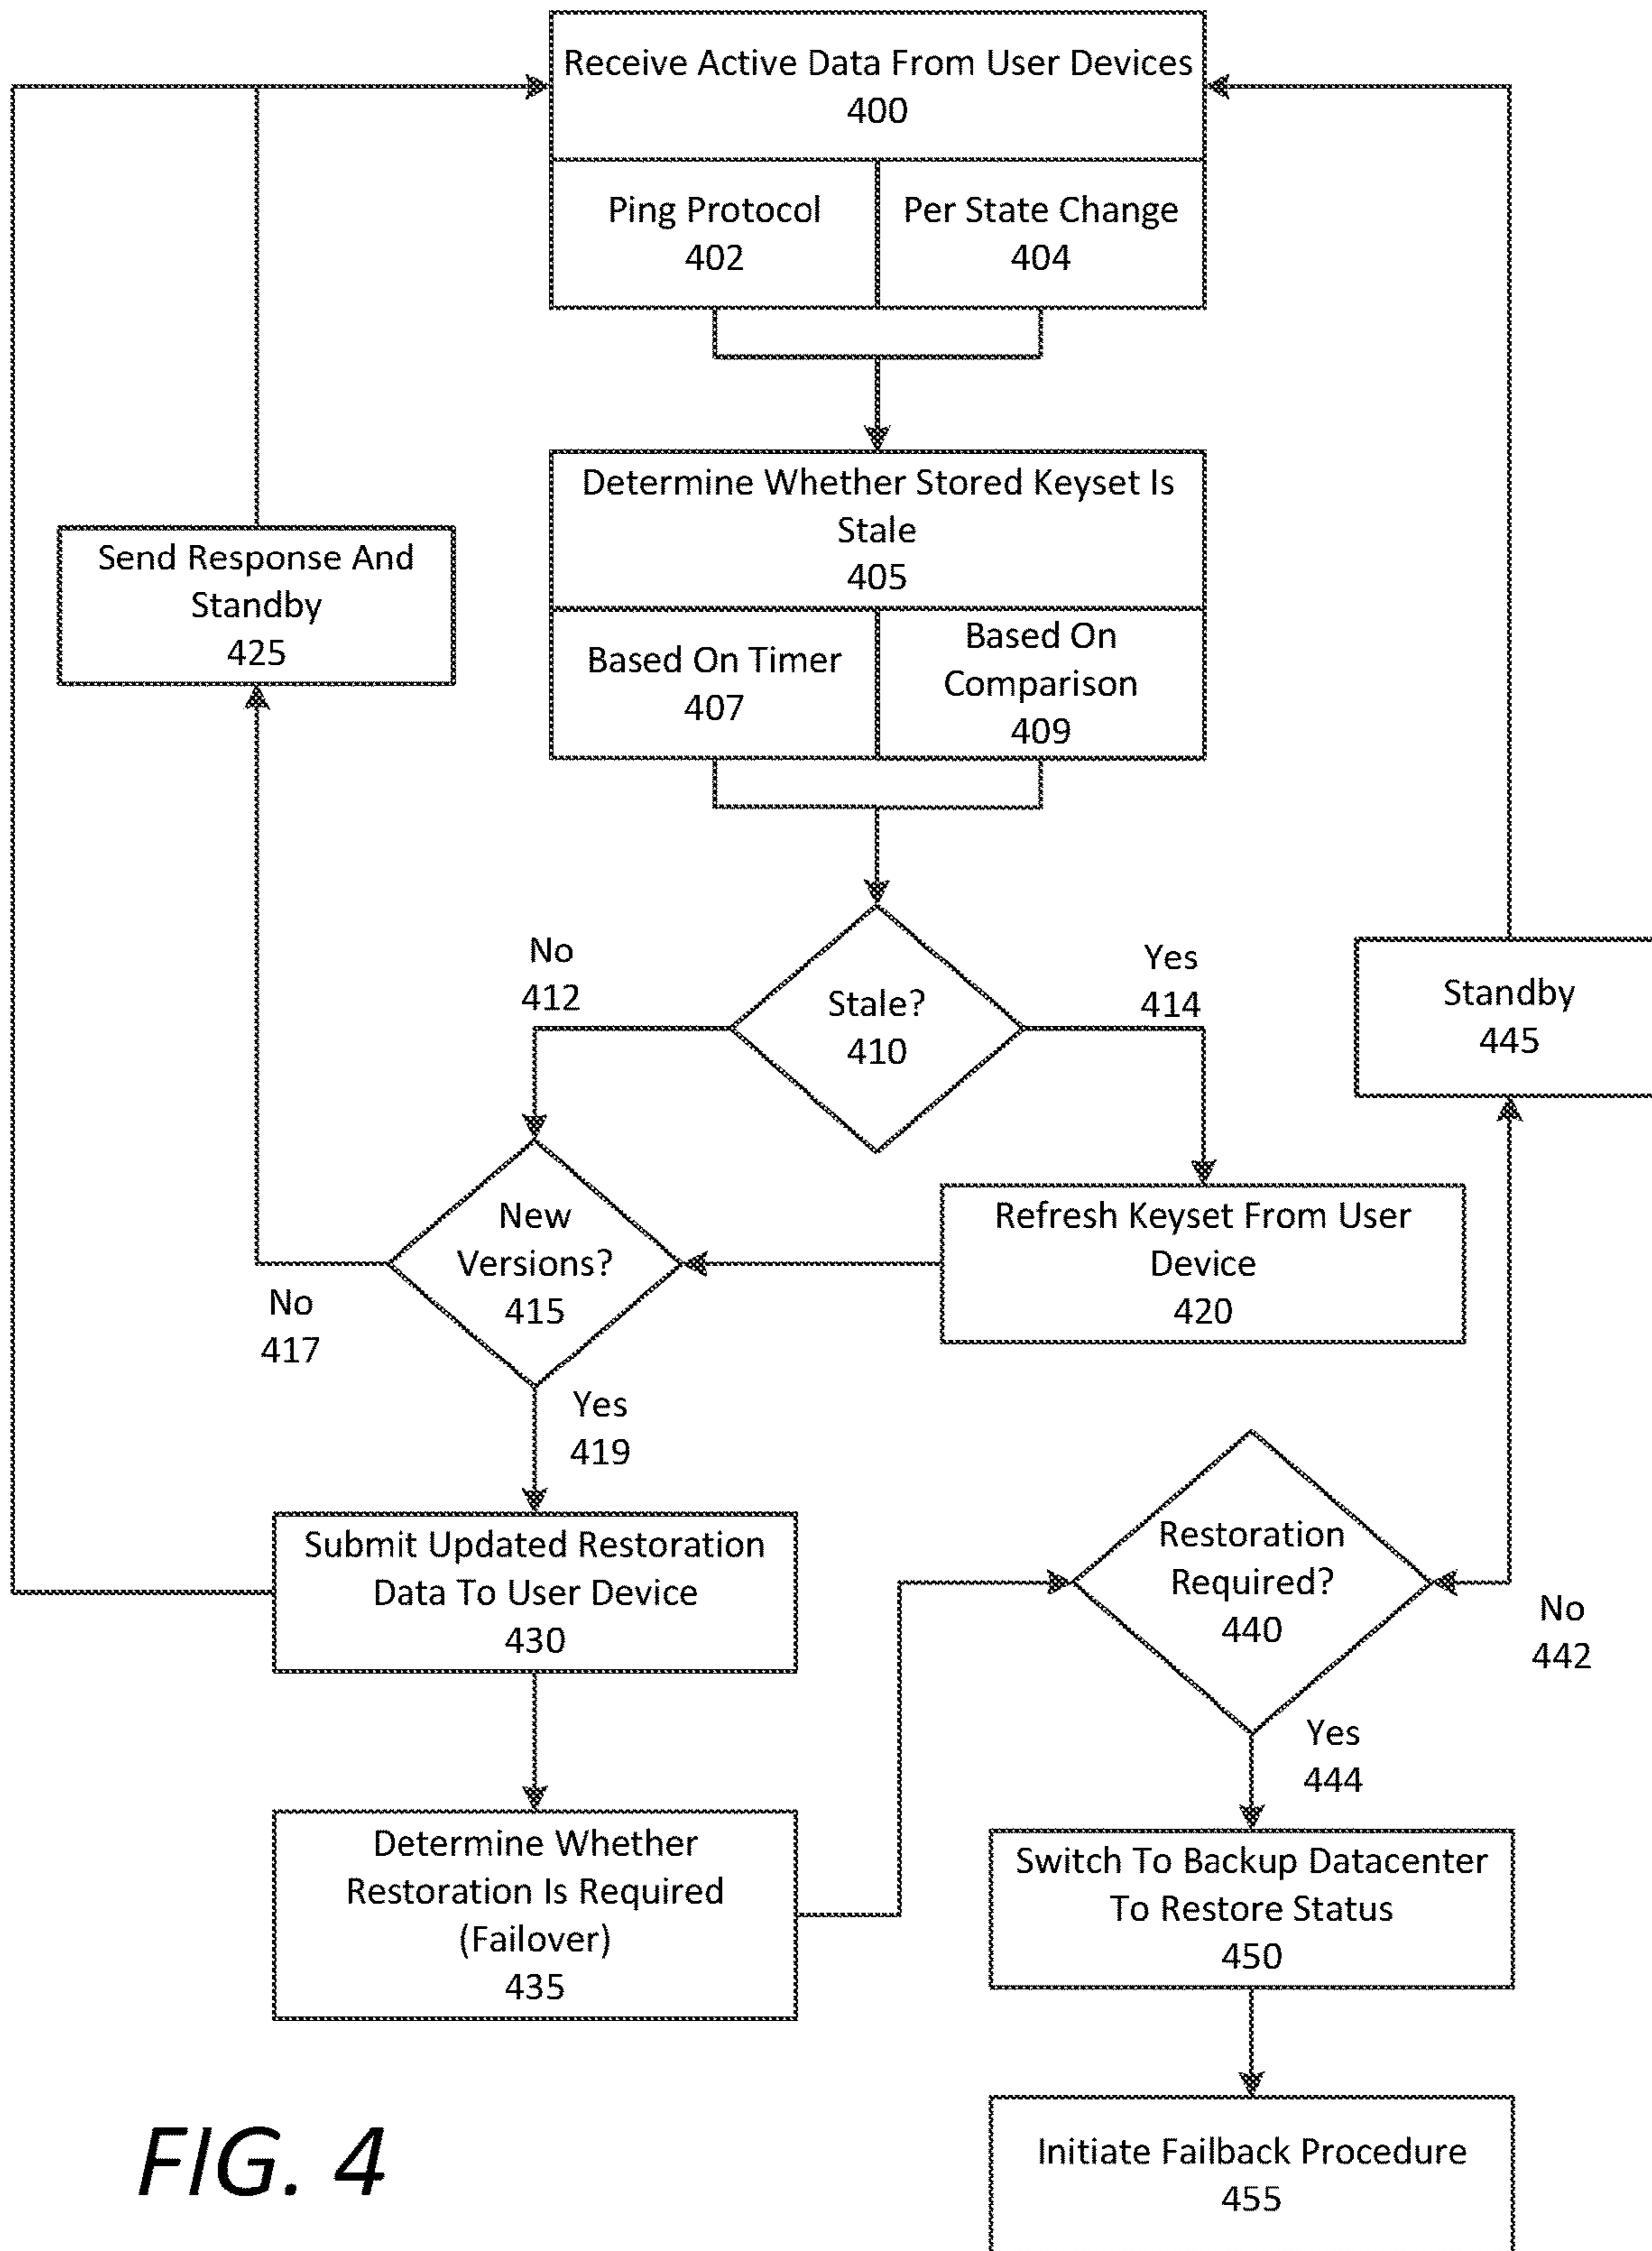 Receive Active Data From User Devices
400
Ping Protocol
402
Per State Change
404
Determine Whether Stored Keyset Is
Stale
405
Send Response And
Standby
425
Based On Timer
407
Based On
Comparison
409
No
412
Stale?
410
Yes
414
Standby
445
New
Versions?
415
Refresh Keyset From User
Device
420
No
417
Yes
419
Submit Updated Restoration
Data To User Device
430
Restoration
Required?
440
No
442
Yes
444
Determine Whether
Restoration Is Required
(Failover)
435
Switch To Backup Datacenter
To Restore Status
450
Initiate Failback Procedure
455
FIG. 4